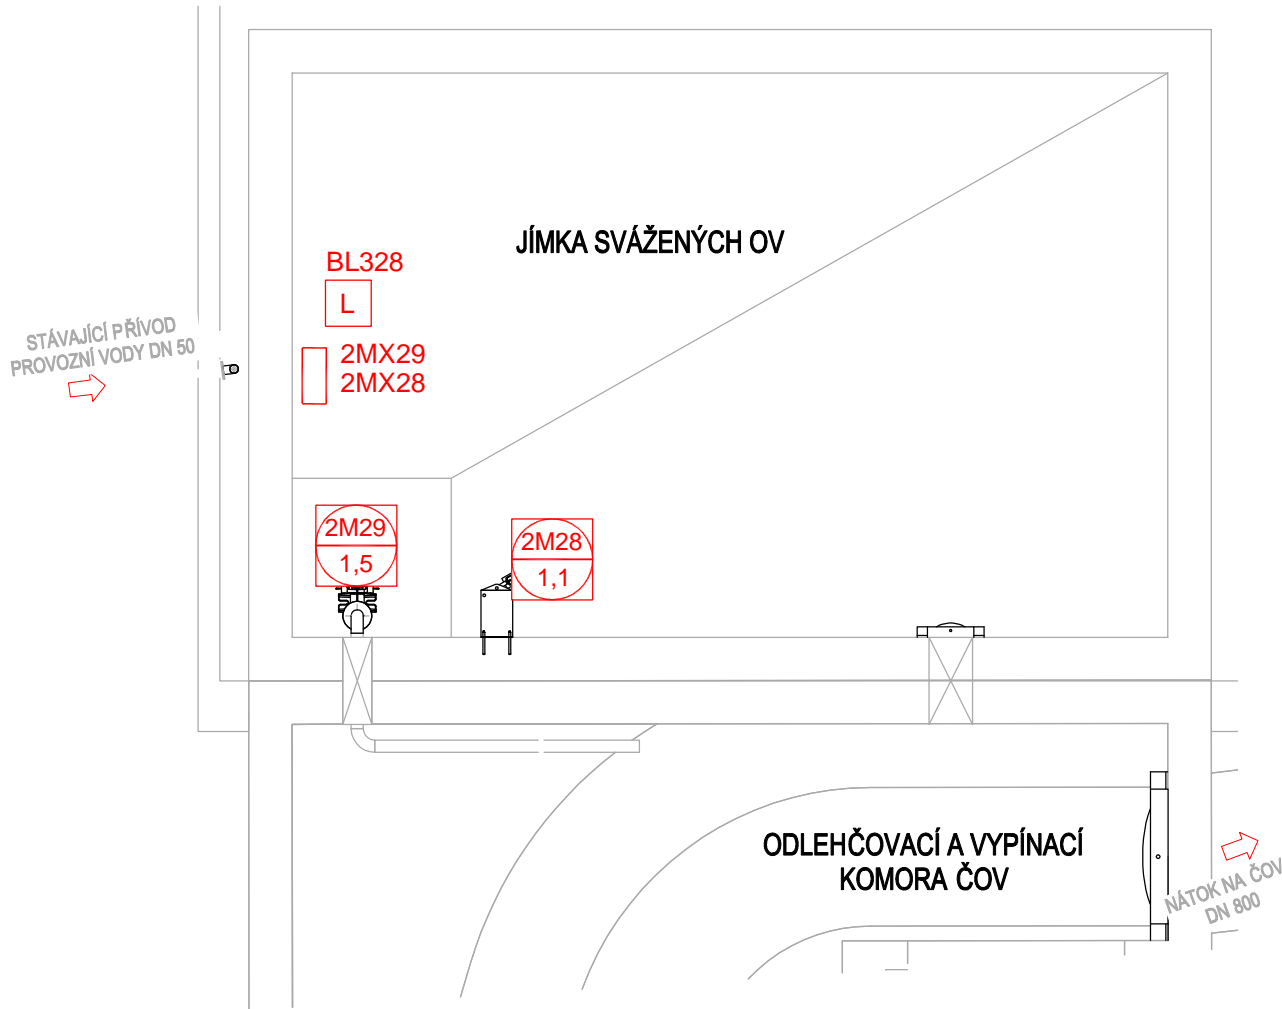 JÍMKA SVÁŽENÝCH OV
BL328
L
STÁVAJÍCÍ PŘÍVOD
PROVOZNÍ VODY DN 50
2MX29
2MX28
2M29
1,5
2M28
1,1
ODLEHČOVACÍ A VYPÍNACÍ
KOMORA ČOV
NÁTOK NA ČOV
DN 800